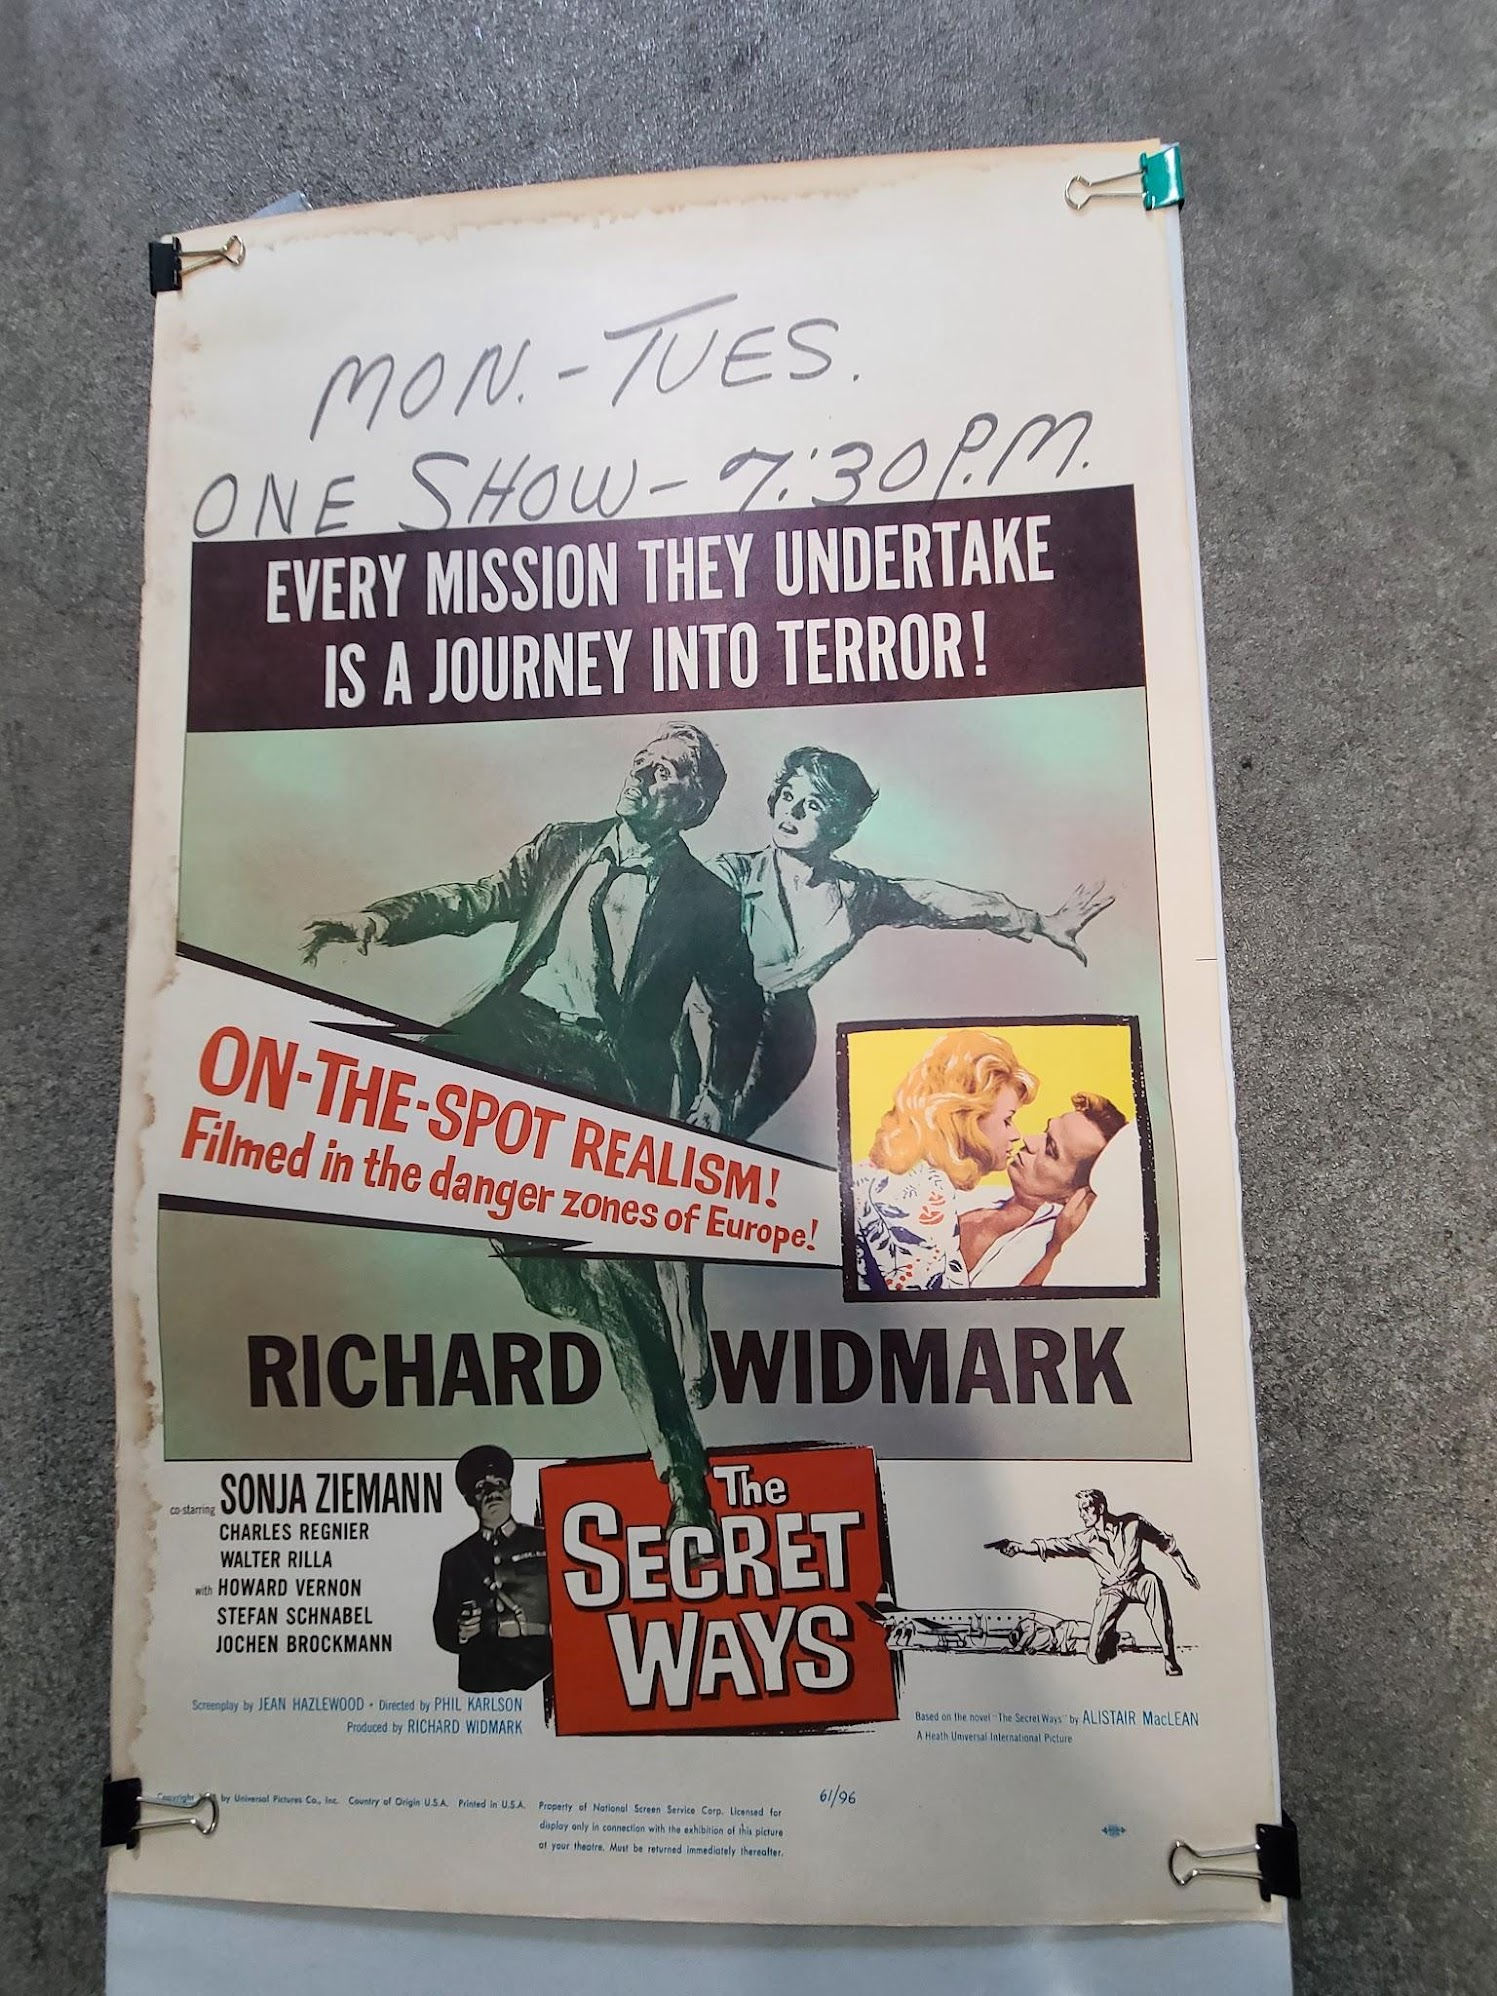 MON.-TUES.
ONE SHOW-7:30 P.M.
EVERY MISSION THEY UNDERTAKE
IS A JOURNEY INTO TERROR!
ON-THE-SPOT REALISM!
Filmed in the danger zones of Europe!
RICHARD WIDMARK
co-starring SONJA ZIEMANN
CHARLES REGNIER
WALTER RILLA
with HOWARD VERNON
STEFAN SCHNABEL
JOCHEN BROCKMANN
The
SECRET
WAYS
Screenplay by JEAN HAZLEWOOD • Directed by PHIL KARLSON
Produced by RICHARD WIDMARK
Based on the novel "The Secret Ways" by ALISTAIR MacLEAN
A Heath Universal International Picture
Copyright by Universal Pictures Co., Inc. Country of Origin U.S.A. Printed in U.S.A.
Property of National Screen Service Corp. Licensed for
display only in connection with the exhibition of this picture
at your theatre. Must be returned immediately thereafter.
61/96